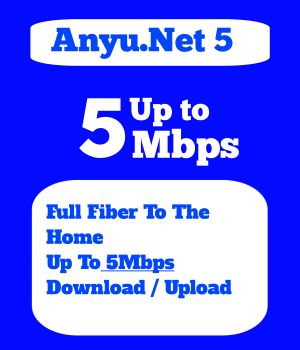 Anyu.Net 5
5 Up to
Mbps
Full Fiber To The
Home
Up To 5Mbps
Download / Upload